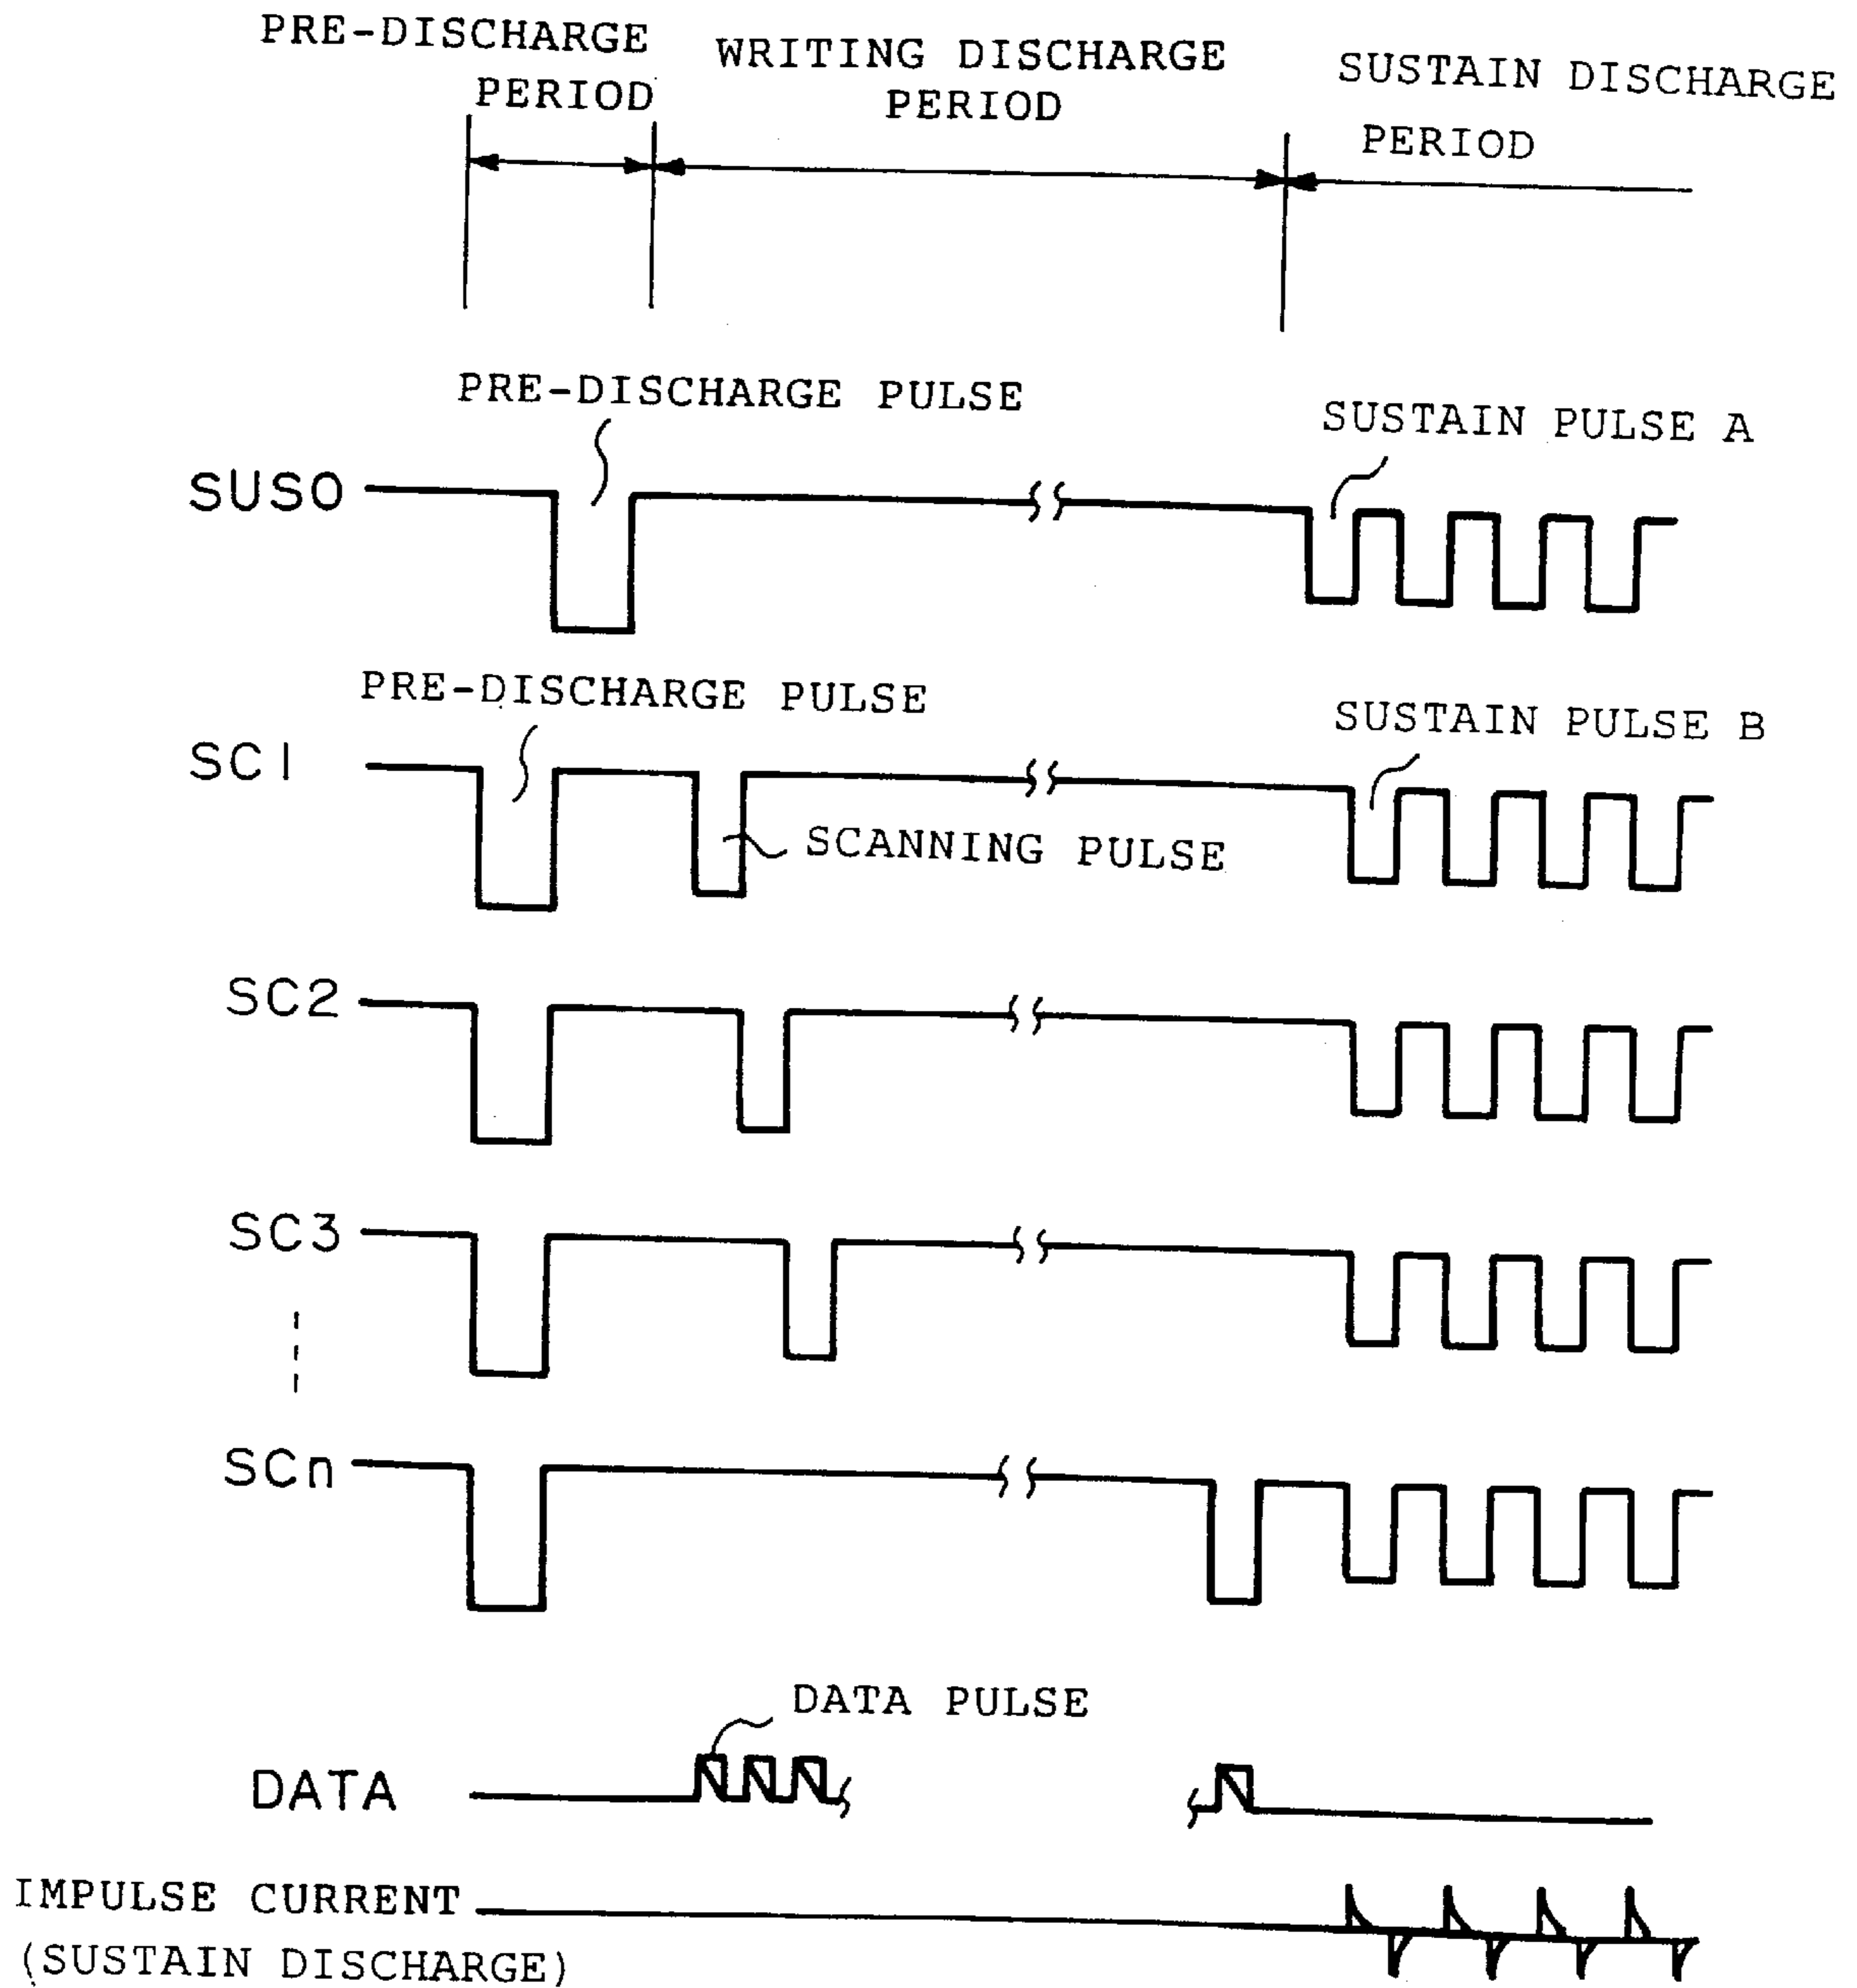 PRE-DISCHARGE
PERIOD
WRITING DISCHARGE
PERIOD
SUSTAIN DISCHARGE
PERIOD
PRE-DISCHARGE PULSE
SUSTAIN PULSE A
SUS0
PRE-DISCHARGE PULSE
SUSTAIN PULSE B
SC1
SCANNING PULSE
SC2
SC3
SCn
DATA PULSE
DATA
IMPULSE CURRENT
(SUSTAIN DISCHARGE)